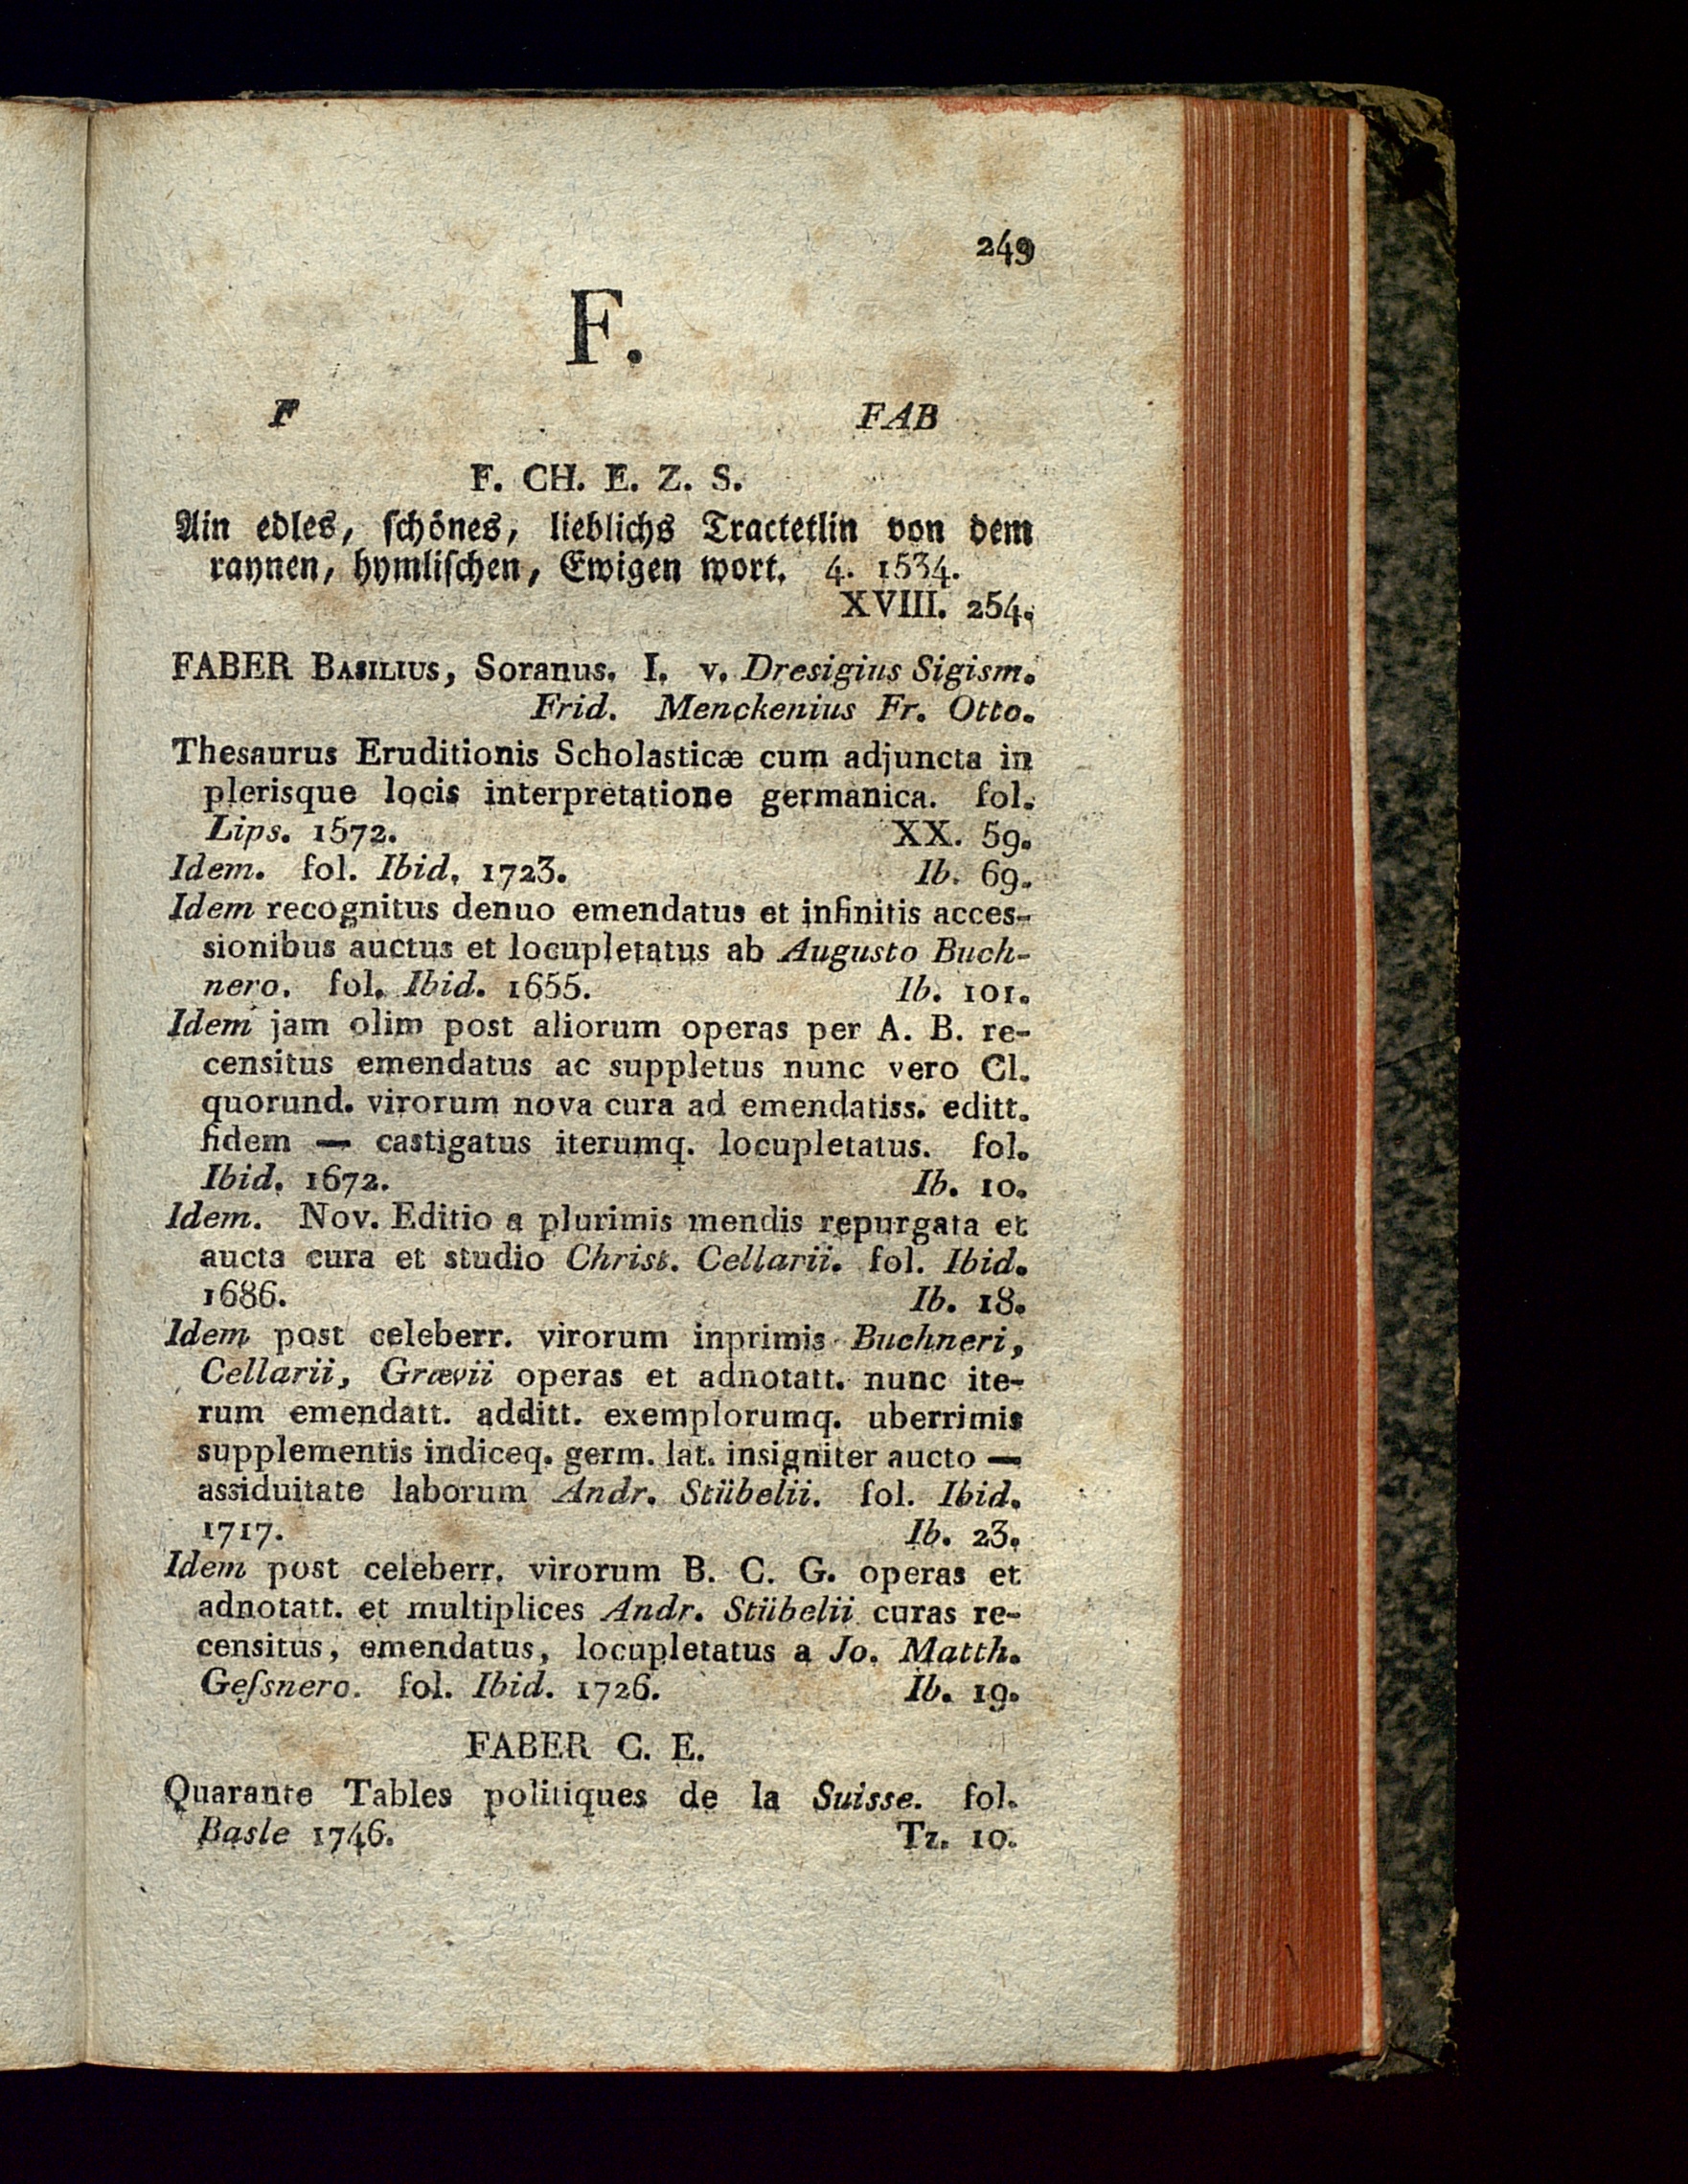 249
F.
F FAB
F. CH. E. Z. S.
Ain edles, schönes, lieblichs Tractetlin von dem
raynen, hymlischen, Ewigen wort. 4. 1534.
XVIII. 254.
FABER BASILIUS, Soranus. I. v. Dresigius Sigism.
Frid. Menckenius Fr. Otto.
Thesaurus Eruditionis Scholasticæ cum adjuncta in
plerisque locis interpretatione germanica. fol.
Lips. 1572. XX. 59.
Idem. fol. Ibid. 1723. Ib. 69.
Idem recognitus denuo emendatus et infinitis acces-
sionibus auctus et locupletatus ab Augusto Buch-
nero. fol. Ibid. 1655. Ib. 101.
Idem jam olim post aliorum operas per A. B. re-
censitus emendatus ac suppletus nunc vero Cl.
quorund. virorum nova cura ad emendatiss. editt.
fidem — castigatus iterumq. locupletatus. fol.
Ibid. 1672. Ib. 10.
Idem. Nov. Editio a plurimis mendis repurgata et
aucta cura et studio Christ. Cellarii. fol. Ibid.
1686. Ib. 18.
Idem post celeberr. virorum inprimis Buchneri,
Cellarii, Grævii operas et adnotatt. nunc ite-
rum emendatt. additt. exemplorumq. uberrimis
supplementis indiceq. germ. lat. insigniter aucto —
assiduitate laborum Andr. Stübelii. fol. Ibid.
1717. Ib. 23.
Idem post celeberr. virorum B. C. G. operas et
adnotatt. et multiplices Andr. Stübelii curas re-
censitus, emendatus, locupletatus a Jo. Matth.
Geſsnero. fol. Ibid. 1726. Ib. 19.
FABER C. E.
Quarante Tables politiques de la Suisse. fol.
Basle 1746. Tz. 10.